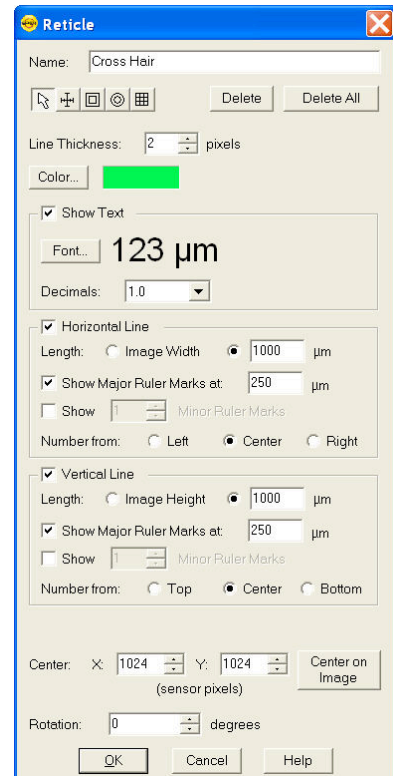 Reticle
Name: Cross Hair
Delete Delete All
Line Thickness: 2 pixels
Color...
Show Text
Font... 123 µm
Decimals: 1.0
Horizontal Line
Length: Image Width 1000 µm
Show Major Ruler Marks at: 250 µm
Show 1 Minor Ruler Marks
Number from: Left Center Right
Vertical Line
Length: Image Height 1000 µm
Show Major Ruler Marks at: 250 µm
Show 1 Minor Ruler Marks
Number from: Top Center Bottom
Center: X: 1024 Y: 1024 Center on Image
(sensor pixels)
Rotation: 0 degrees
OK Cancel Help